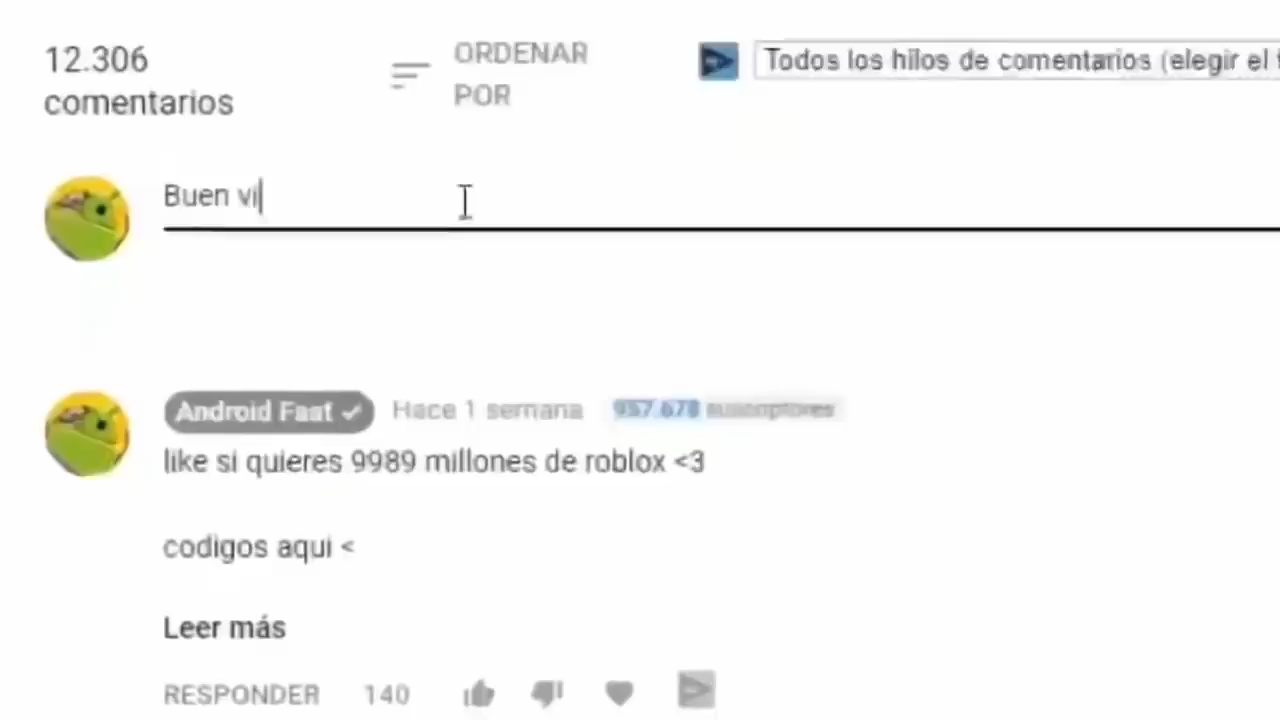 12.306
comentarios
ORDENAR
POR
Todos los hilos de comentarios (elegir el
Buen vi
Android Fast Hace 1 semana 957.678 suscriptores
like si quieres 9989 millones de roblox <3
codigos aqui <
Leer más
RESPONDER 140